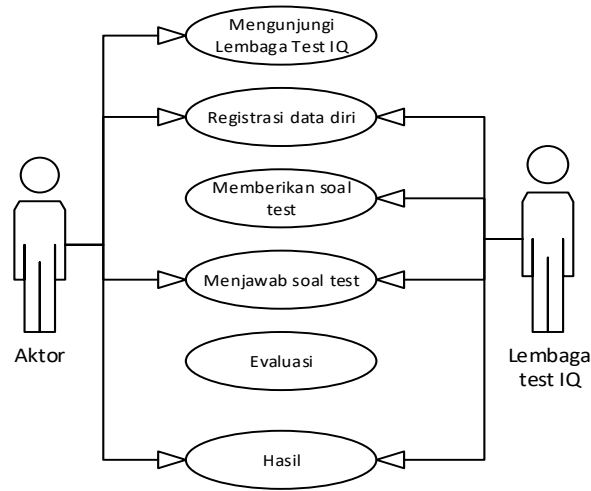 Mengunjungi
Lembaga Test IQ
Registrasi data diri
Memberikan soal
test
Menjawab soal test
Evaluasi
Hasil
Aktor
Lembaga
test IQ